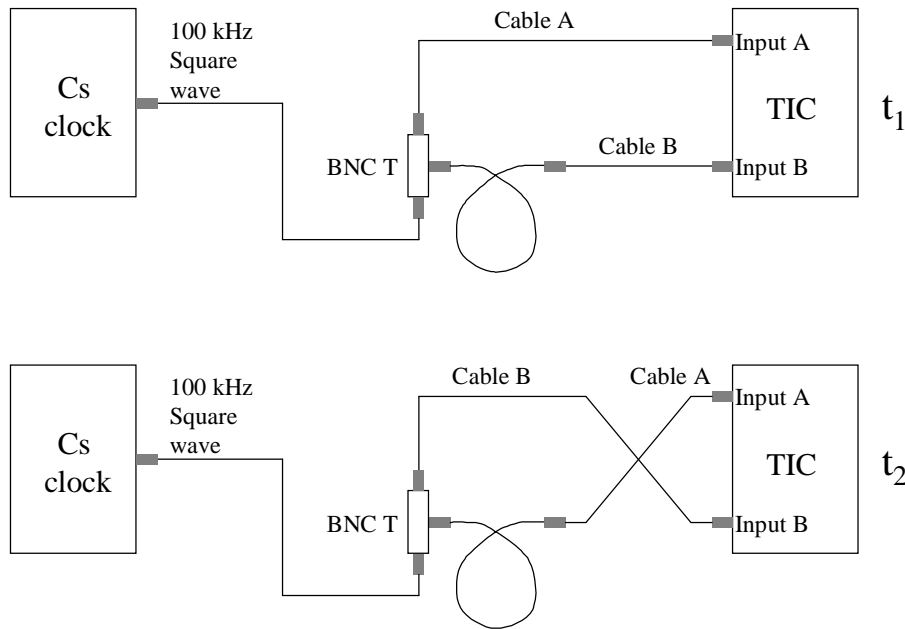 Cs
clock
100 kHz
Square
wave
BNC T
Cable A
Cable B
Input A
TIC
Input B
t1
Cs
clock
100 kHz
Square
wave
BNC T
Cable B
Cable A
Input A
TIC
Input B
t2